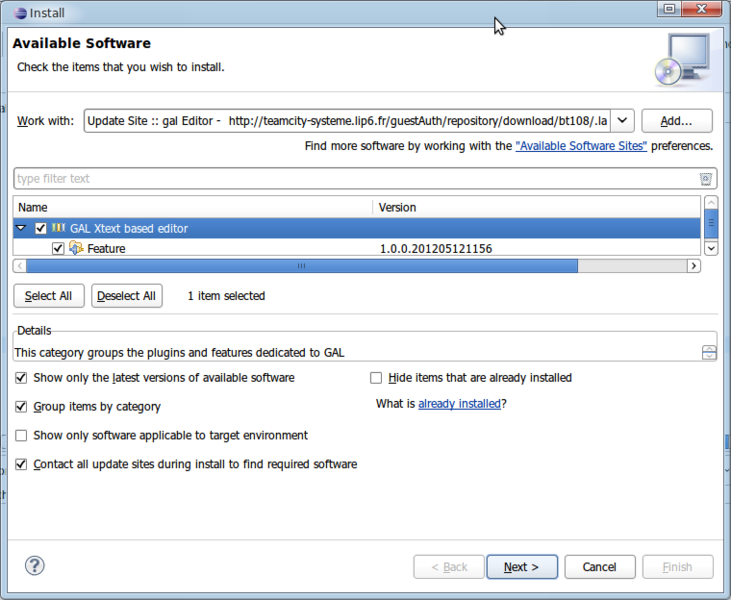 Install
Available Software
Check the items that you wish to install.
Work with: Update Site :: gal Editor - http://teamcity-systeme.lip6.fr/guestAuth/repository/download/bt108/.la Add...
Find more software by working with the "Available Software Sites" preferences.
type filter text
Name Version
GAL Xtext based editor
Feature 1.0.0.201205121156
Select All Deselect All 1 item selected
Details
This category groups the plugins and features dedicated to GAL
Show only the latest versions of available software Hide items that are already installed
Group items by category What is already installed?
Show only software applicable to target environment
Contact all update sites during install to find required software
? < Back Next > Cancel Finish